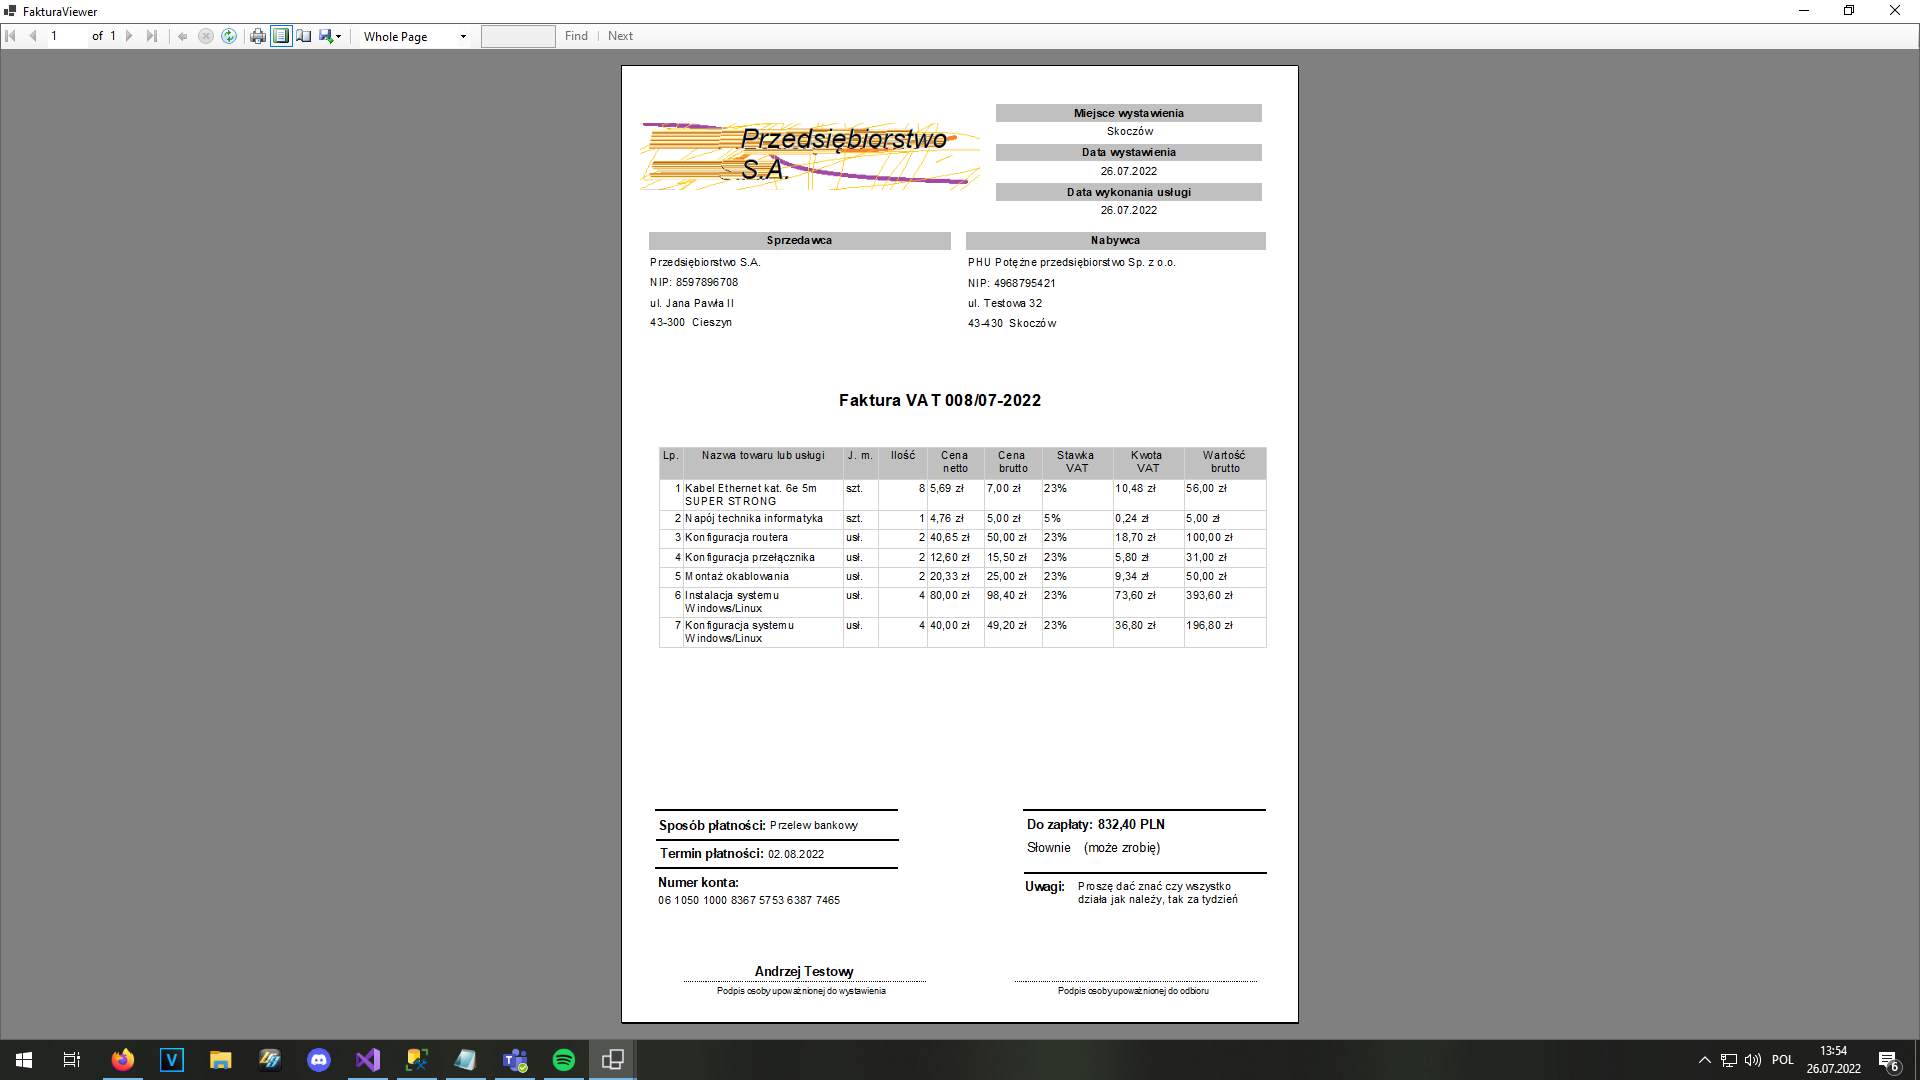 FakturaViewer
1 of 1 Whole Page Find Next
Przedsiębiorstwo
S.A.
Miejsce wystawienia
Skoczów
Data wystawienia
26.07.2022
Data wykonania usługi
26.07.2022
Sprzedawca
Przedsiębiorstwo S.A.
NIP: 8597896708
ul. Jana Pawła II
43-300 Cieszyn
Nabywca
PHU Potężne przedsiębiorstwo Sp. z o.o.
NIP: 4968795421
ul. Testowa 32
43-430 Skoczów
Faktura VAT 008/07-2022
Lp. Nazwa towaru lub usługi J. m. Ilość Cena netto Cena brutto Stawka VAT Kwota VAT Wartość brutto
1 Kabel Ethernet kat. 6e 5m szt. 8 5,69 zł 7,00 zł 23% 10,48 zł 56,00 zł
SUPER STRONG
2 Napój technika informatyka szt. 1 4,76 zł 5,00 zł 5% 0,24 zł 5,00 zł
3 Konfiguracja routera usł. 2 40,65 zł 50,00 zł 23% 18,70 zł 100,00 zł
4 Konfiguracja przełącznika usł. 2 12,60 zł 15,50 zł 23% 5,80 zł 31,00 zł
5 Montaż okablowania usł. 2 20,33 zł 25,00 zł 23% 9,34 zł 50,00 zł
6 Instalacja systemu usł. 4 80,00 zł 98,40 zł 23% 73,60 zł 393,60 zł
Windows/Linux
7 Konfiguracja systemu usł. 4 40,00 zł 49,20 zł 23% 36,80 zł 196,80 zł
Windows/Linux
Sposób płatności: Przelew bankowy
Termin płatności: 02.08.2022
Numer konta:
06 1050 1000 8367 5753 6387 7465
Do zapłaty: 832,40 PLN
Słownie (może zrobię)
Uwagi: Proszę dać znać czy wszystko
działa jak należy, tak za tydzień
Andrzej Testowy
Podpis osoby upoważnionej do wystawienia
Podpis osoby upoważnionej do odbioru
POL
13:54
26.07.2022
6